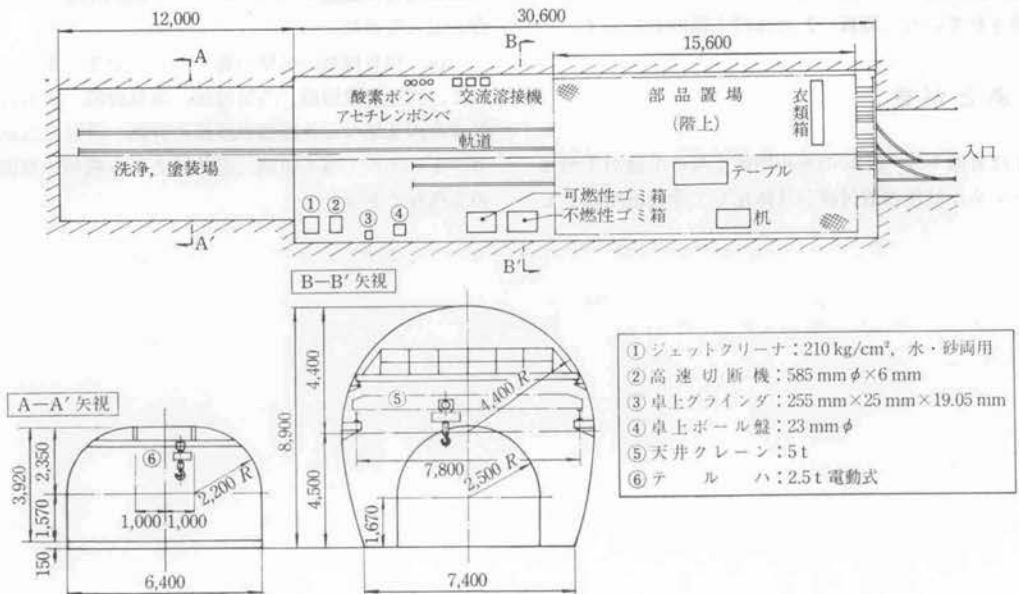 12,000
30,600
15,600
A
B
酸素ボンベ
アセチレンボンベ
交流溶接機
部品置場
(階上)
衣類箱
軌道
入口
洗浄，塗装場
テーブル
可燃性ゴミ箱
不燃性ゴミ箱
机
① ② ③ ④
A′
B′
B—B′ 矢視
4,400
8,900
4,500
⑤
4,400 R
7,800
2,500 R
1,670
7,400
A—A′ 矢視
3,920
2,350
1,570
150
⑥
2,200 R
1,000 1,000
6,400
① ジェットクリーナ：210 kg/cm², 水・砂両用
② 高速切断機：585 mmφ×6 mm
③ 卓上グラインダ：255 mm×25 mm×19.05 mm
④ 卓上ボール盤：23 mmφ
⑤ 天井クレーン：5 t
⑥ テルハ：2.5 t 電動式